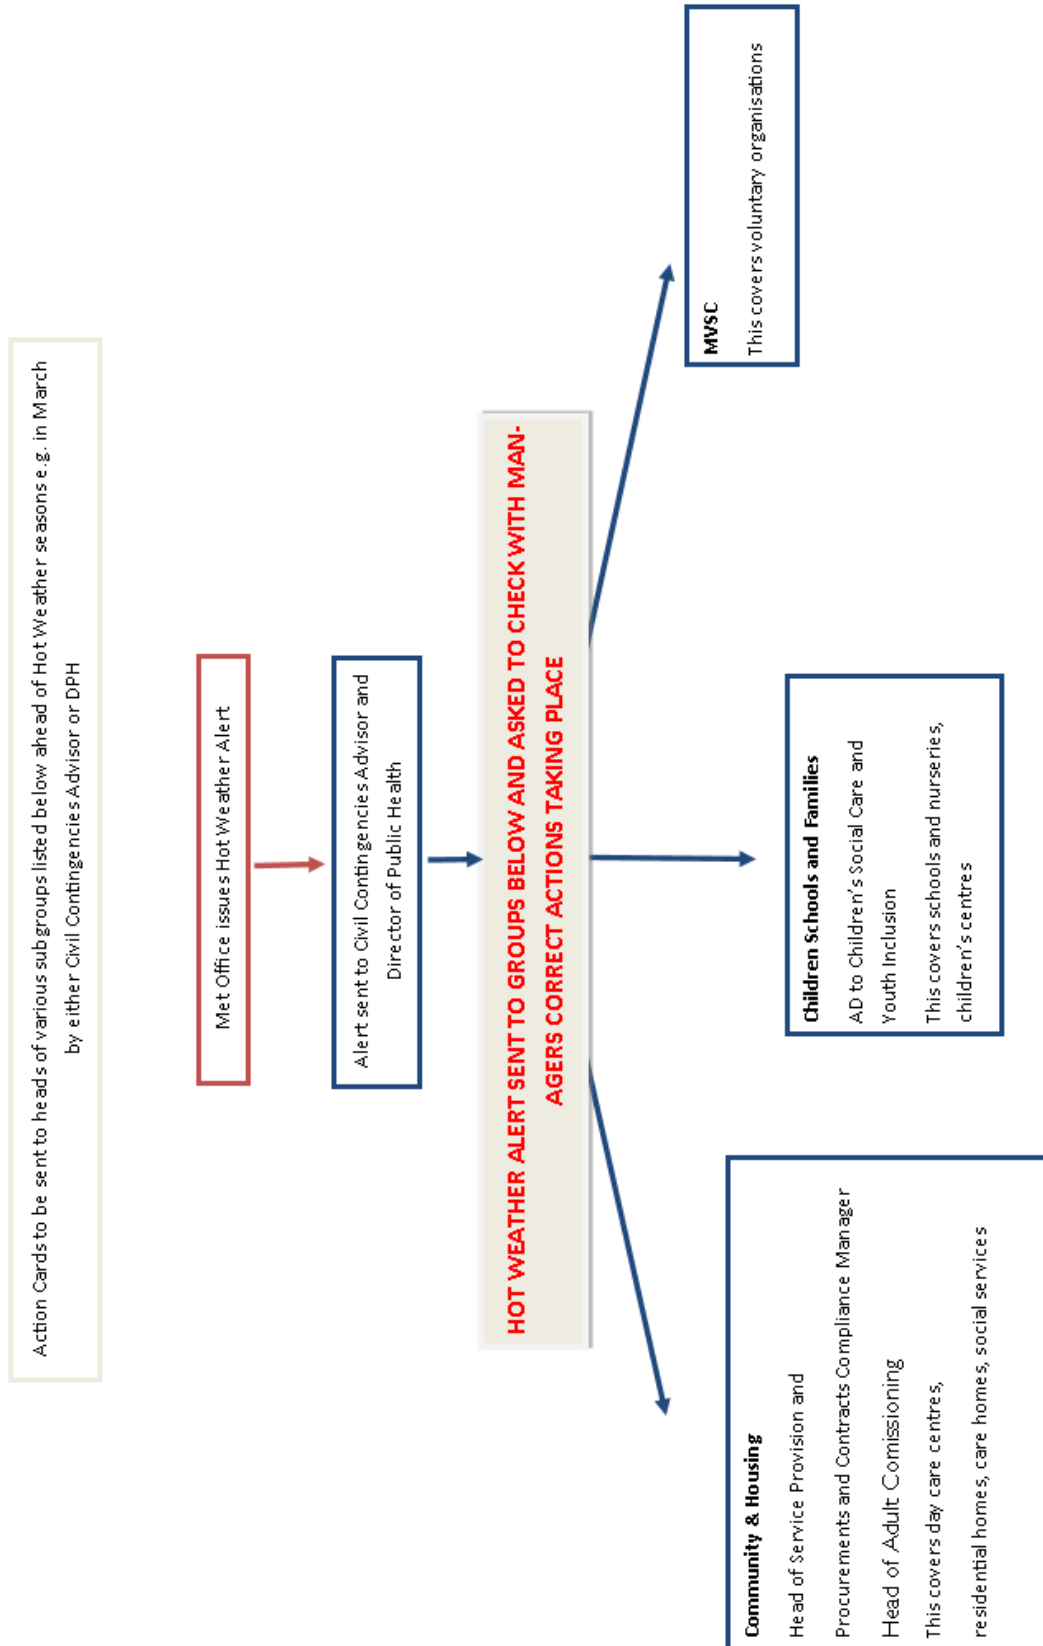 Action Cards to be sent to heads of various subgroups listed below ahead of Hot Weather seasons e.g. in March
by either Civil Contingencies Advisor or DPH
Met Office issues Hot Weather Alert
Alert sent to Civil Contingencies Advisor and
Director of Public Health
HOT WEATHER ALERT SENT TO GROUPS BELOW AND ASKED TO CHECK WITH MAN-
AGERS CORRECT ACTIONS TAKING PLACE
Community & Housing
Head of Service Provision and
Procurements and Contracts Compliance Manager
Head of Adult Comissioning
This covers day care centres,
residential homes, care homes, social services
Children Schools and Families
AD to Children's Social Care and
Youth Inclusion
This covers schools and nurseries,
children's centres
MVSC
This covers voluntary organisations